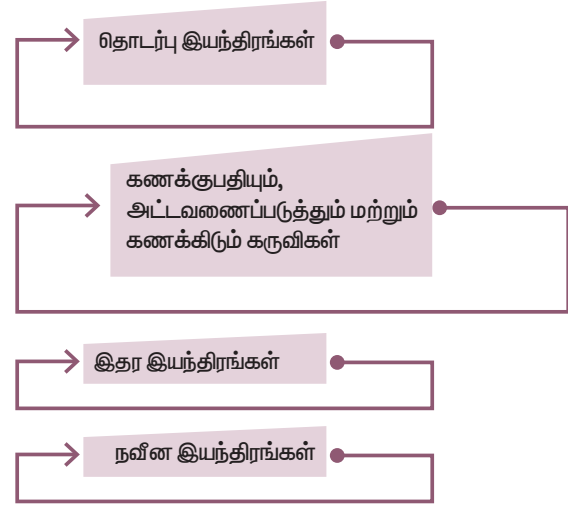 தொடர்பு இயந்திரங்கள்
கணக்குபதியும்,
அட்டவணைப்படுத்தும் மற்றும்
கணக்கிடும் கருவிகள்
இதர இயந்திரங்கள்
நவீன இயந்திரங்கள்